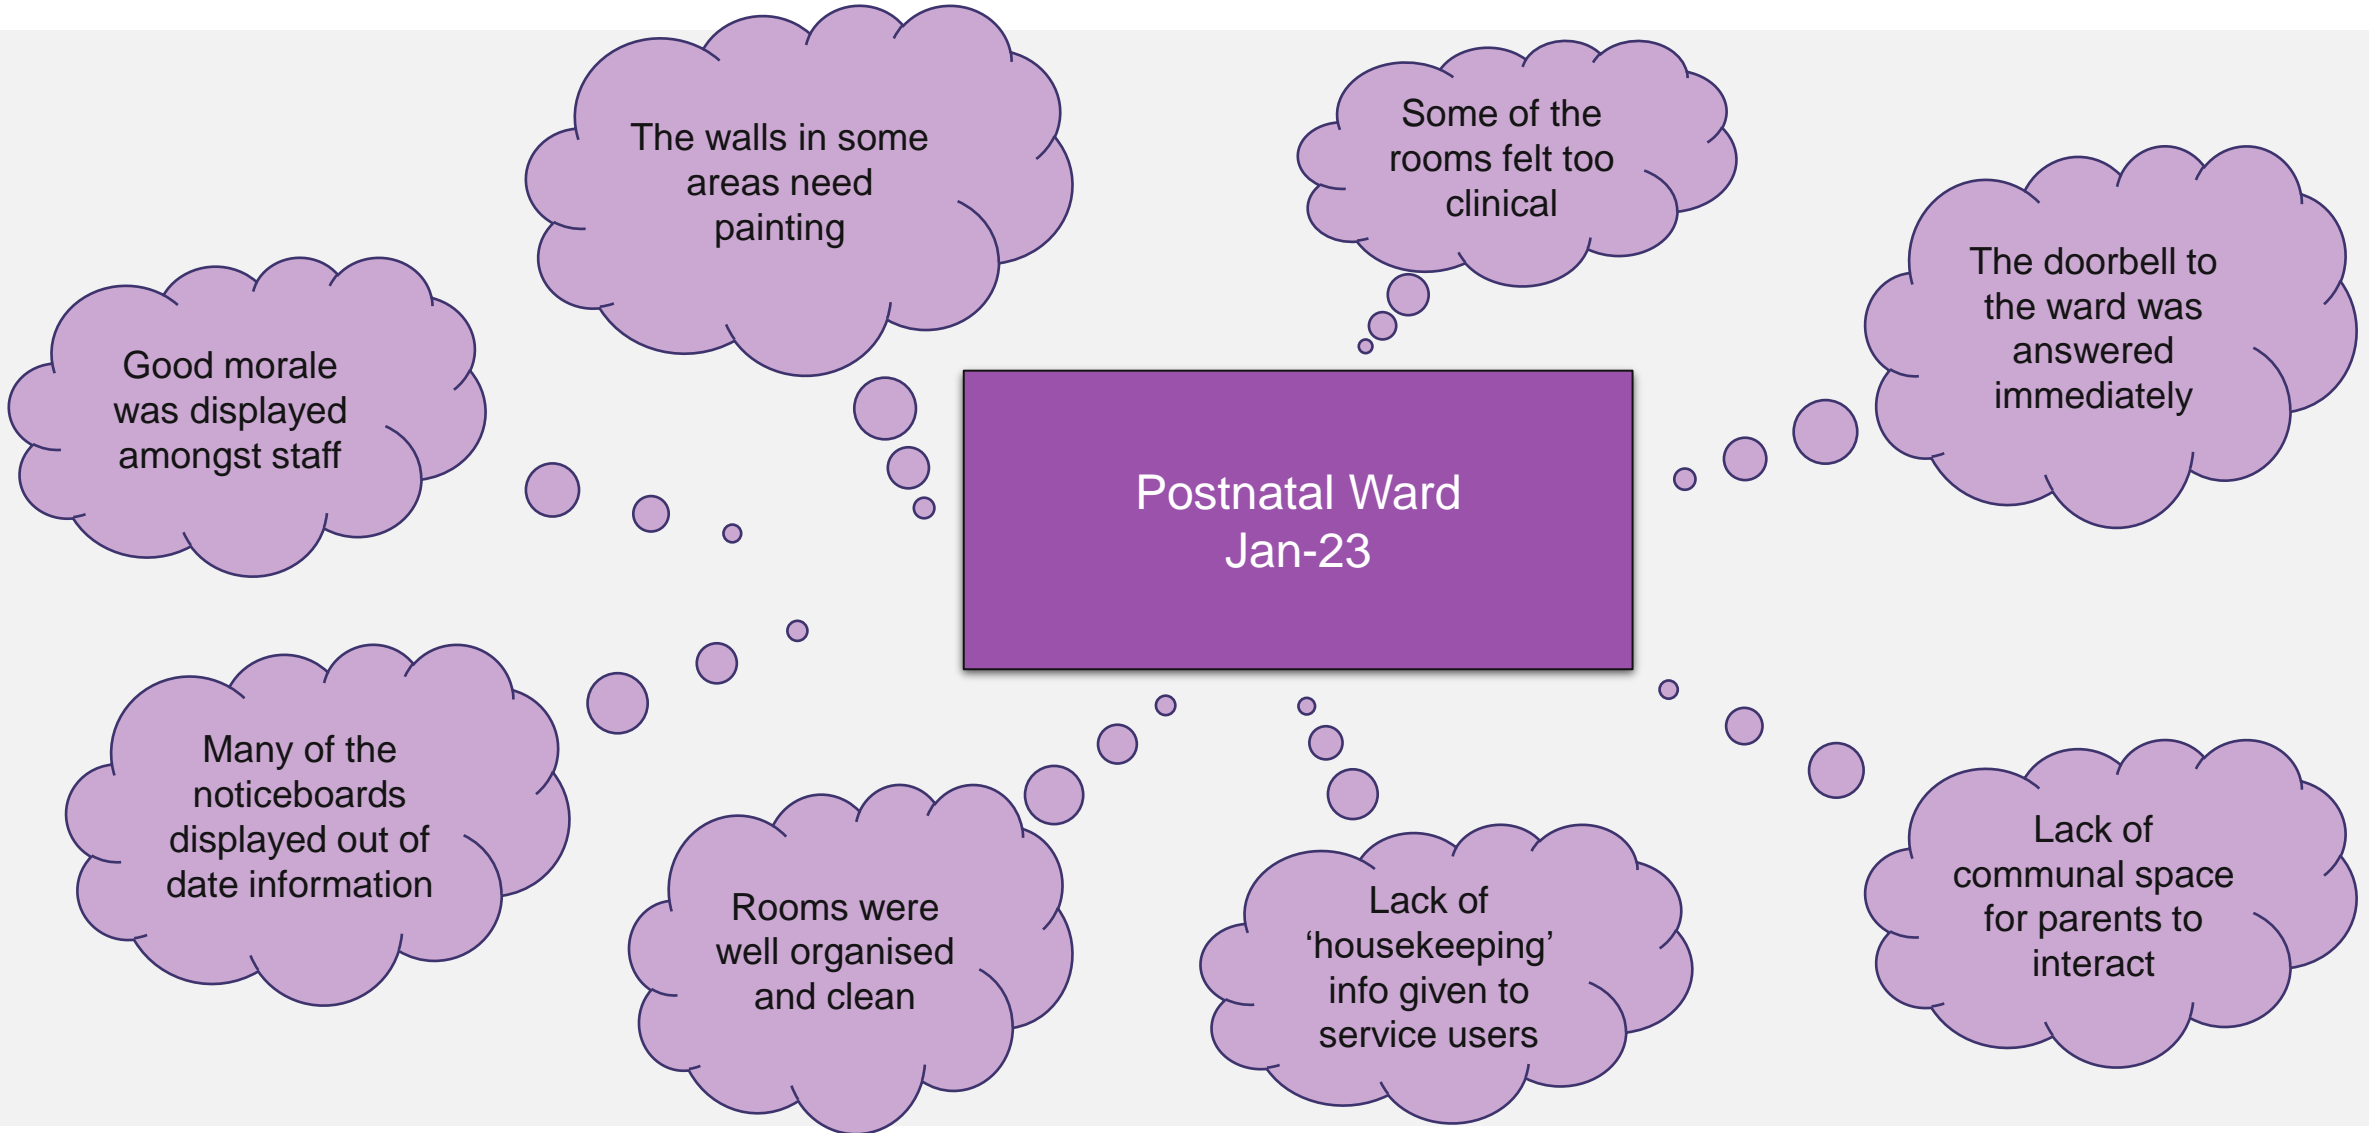 The walls in some
areas need
painting
Some of the
rooms felt too
clinical
The doorbell to
the ward was
answered
immediately
Good morale
was displayed
amongst staff
Postnatal Ward
Jan-23
Many of the
noticeboards
displayed out of
date information
Rooms were
well organised
and clean
Lack of
‘housekeeping’
info given to
service users
Lack of
communal space
for parents to
interact